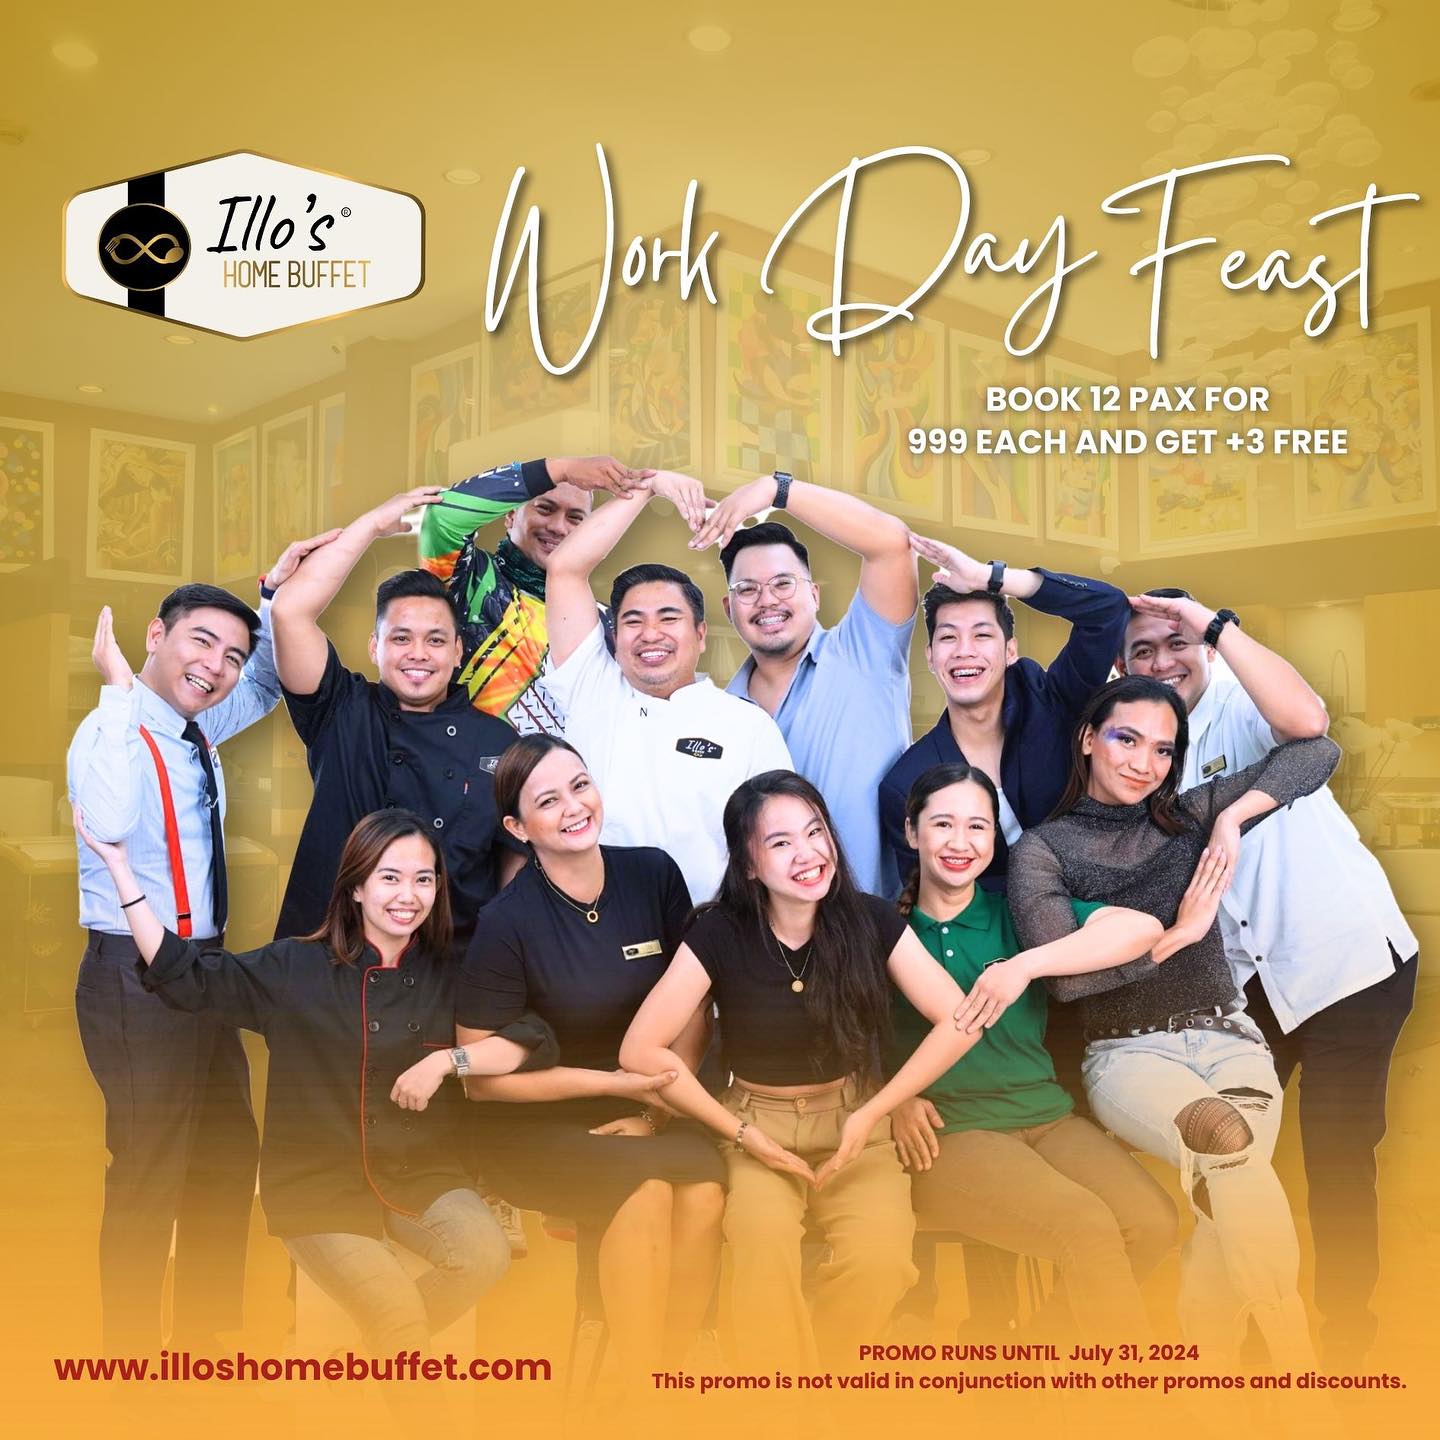 Illo's®
HOME BUFFET
Work Day Feast
BOOK 12 PAX FOR
999 EACH AND GET +3 FREE
Illo's
www.illoshomebuffet.com
PROMO RUNS UNTIL July 31, 2024
This promo is not valid in conjunction with other promos and discounts.